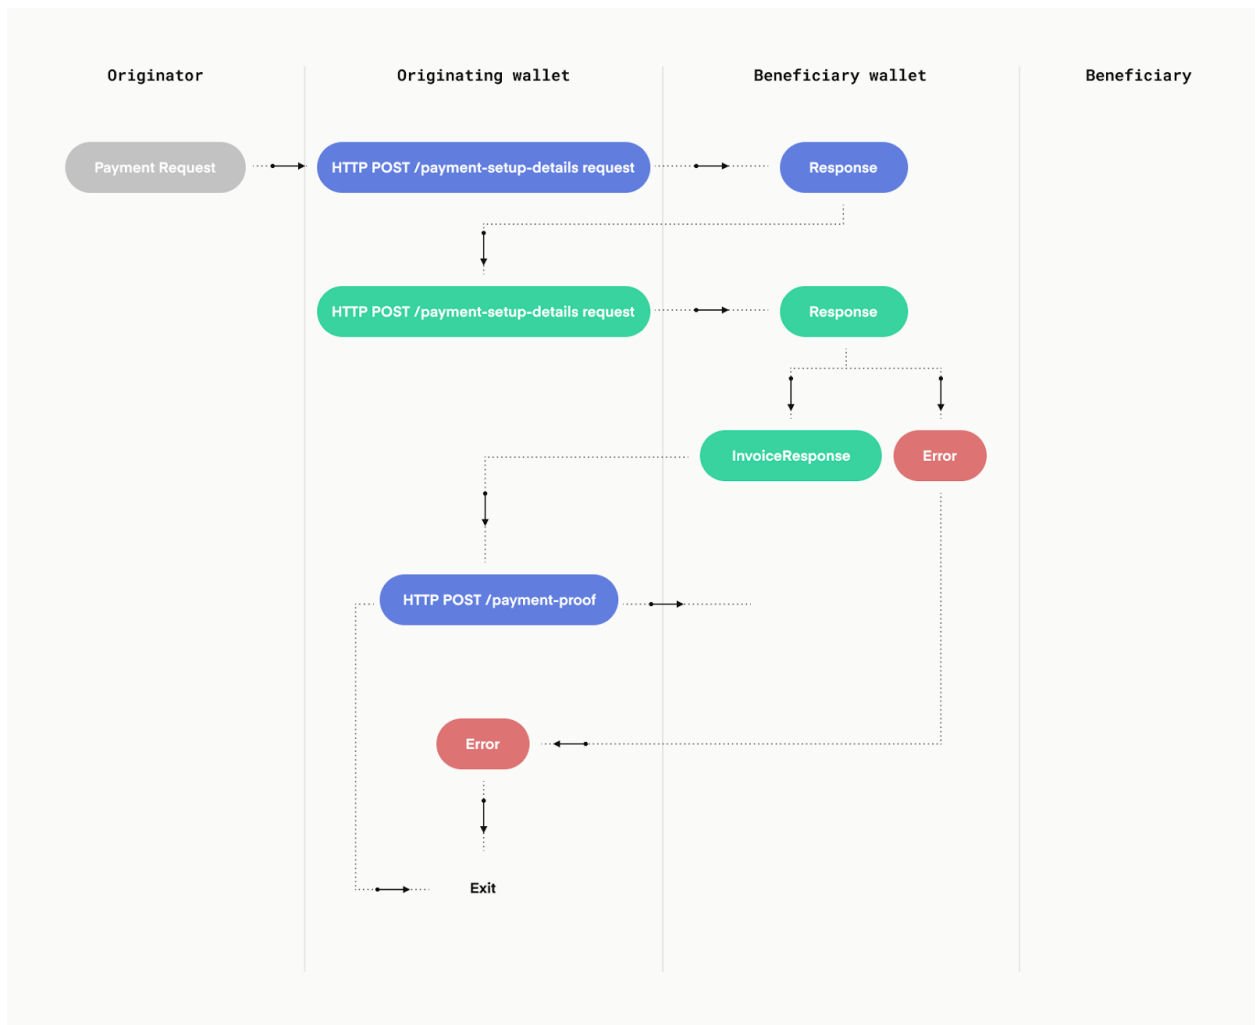 Originator
Originating wallet
Beneficiary wallet
Beneficiary
Payment Request
HTTP POST /payment-setup-details request
Response
HTTP POST /payment-setup-details request
Response
InvoiceResponse
Error
HTTP POST /payment-proof
Error
Exit